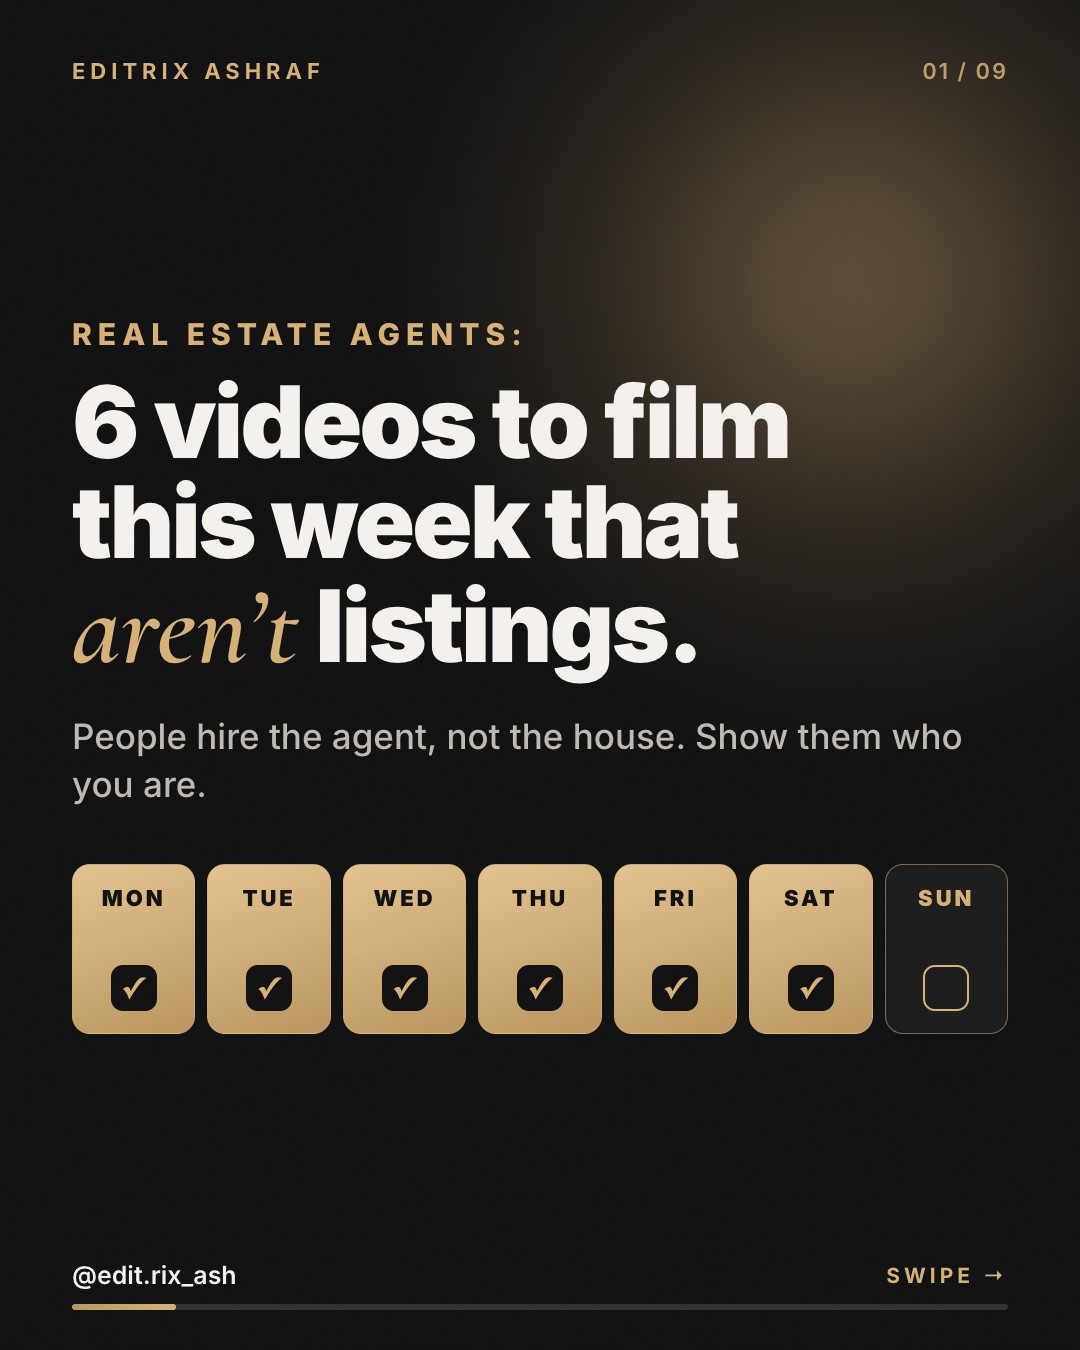 EDITRIX ASHRAF
01 / 09
REAL ESTATE AGENTS:
6 videos to film
this week that
aren’t listings.
People hire the agent, not the house. Show them who
you are.
MON TUE WED THU FRI SAT SUN
✓ ✓ ✓ ✓ ✓ ✓
@edit.rix_ash
SWIPE →